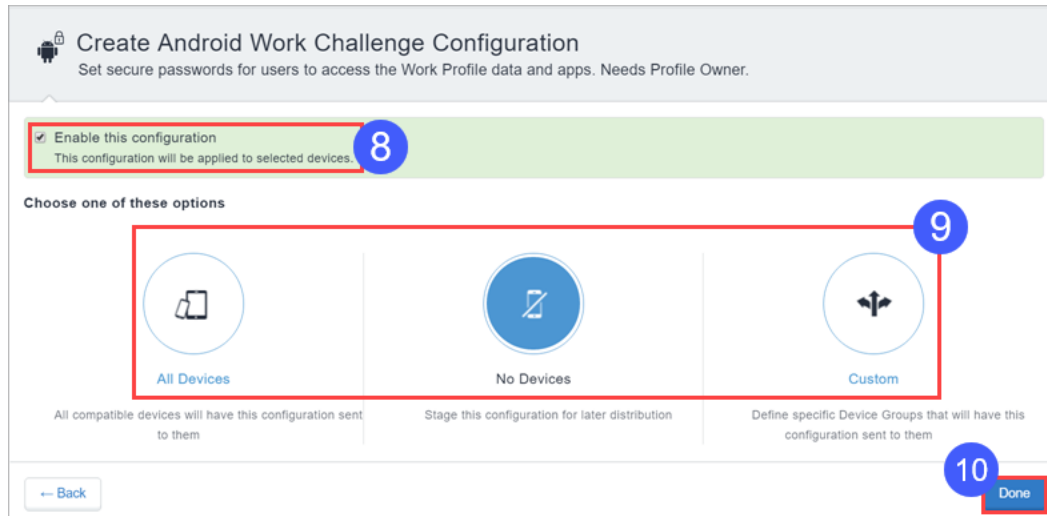 Create Android Work Challenge Configuration
Set secure passwords for users to access the Work Profile data and apps. Needs Profile Owner.
Enable this configuration
This configuration will be applied to selected devices.
8
Choose one of these options
9
All Devices
No Devices
Custom
All compatible devices will have this configuration sent
to them
Stage this configuration for later distribution
Define specific Device Groups that will have this
configuration sent to them
10
← Back
Done